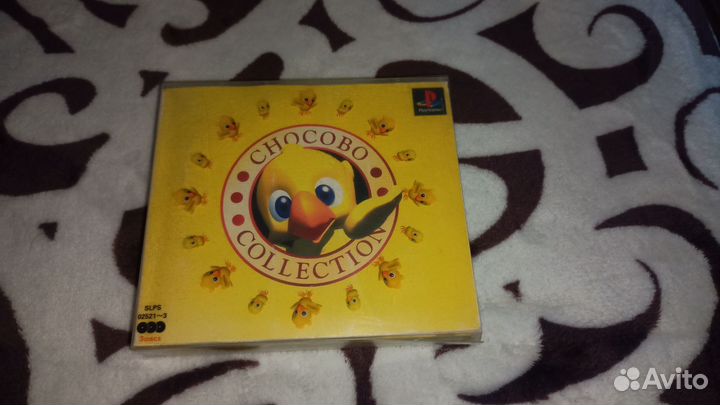 PlayStation
CHOCOBO
COLLECTION
SLPS
02521~3
3DISCS
Avito